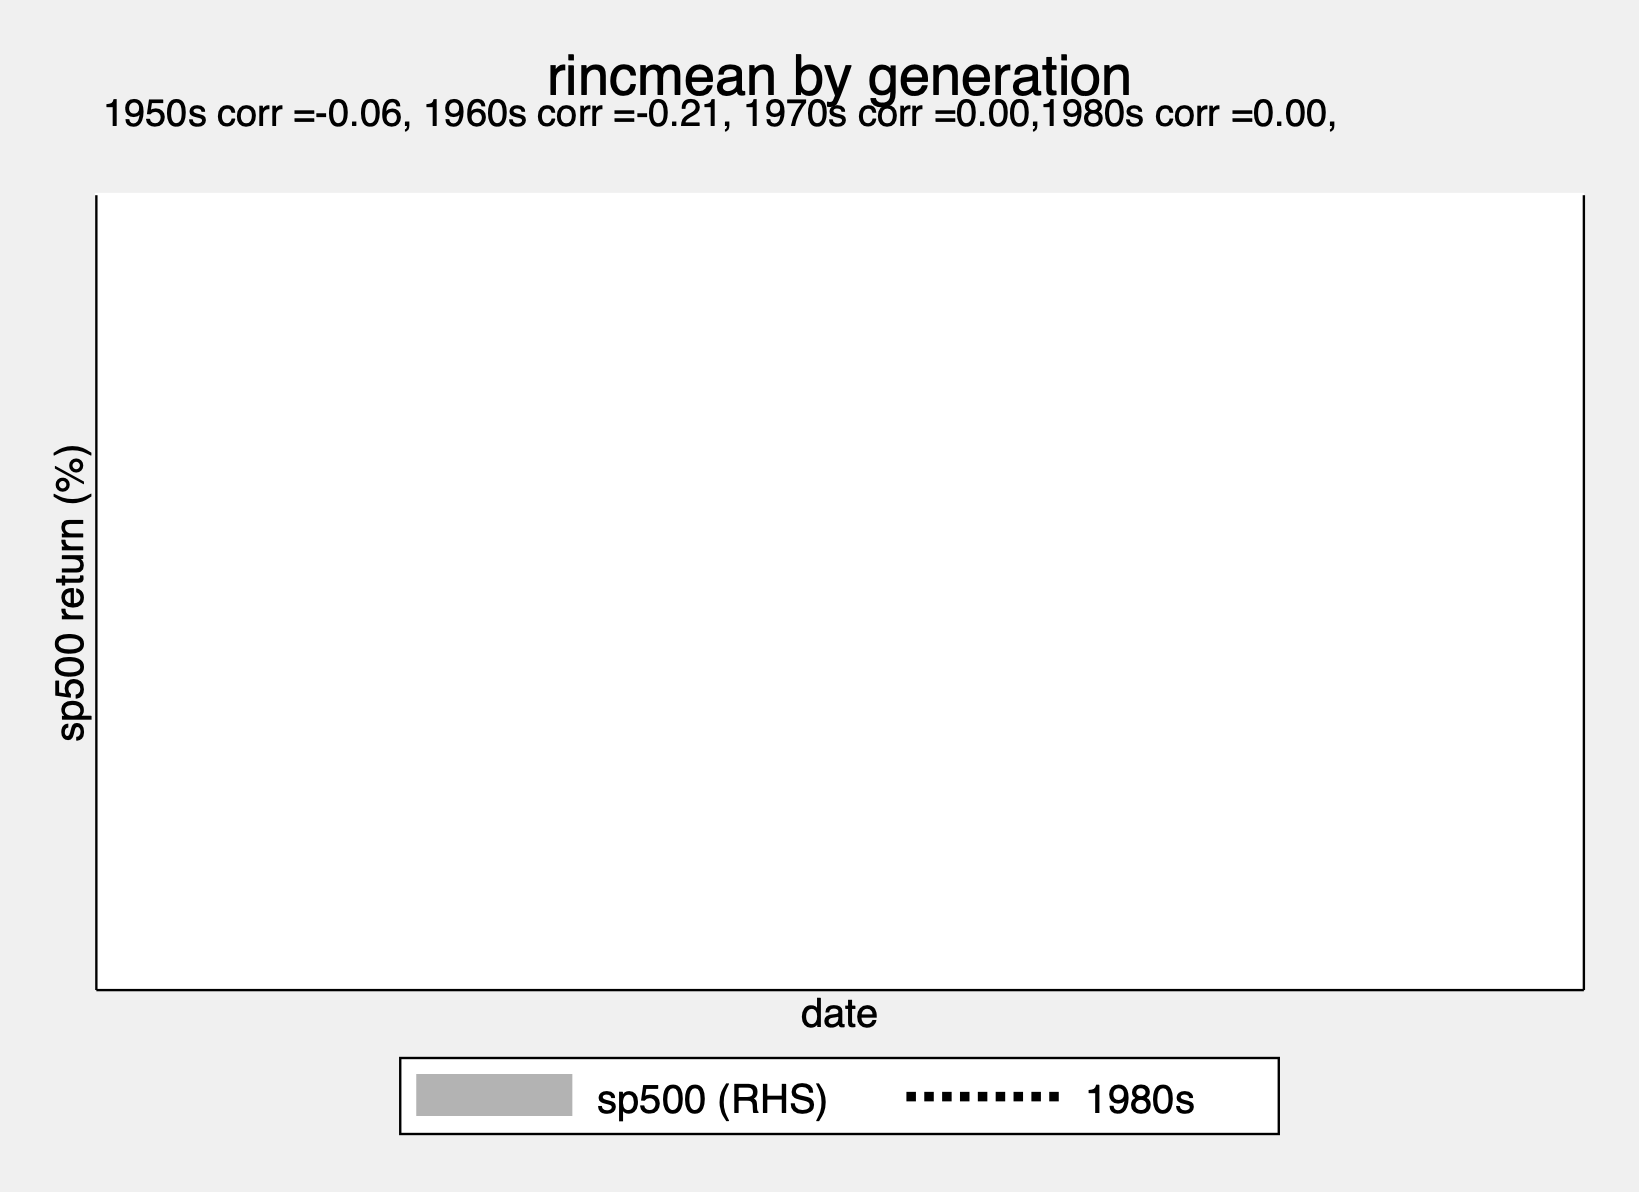 rincmean by generation
1950s corr =-0.06, 1960s corr =-0.21, 1970s corr =0.00,1980s corr =0.00,
sp500 return (%)
date
sp500 (RHS)
1980s